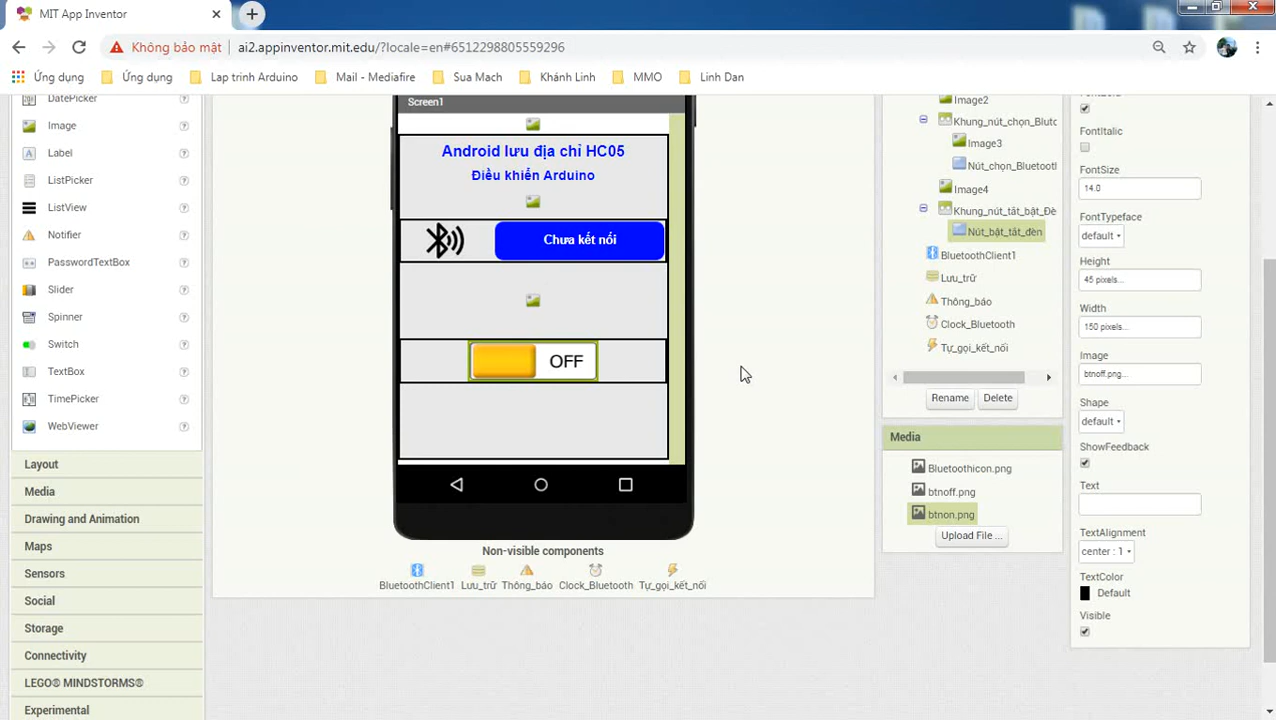 MIT App Inventor
Không bảo mật
ai2.appinventor.mit.edu/?locale=en#6512298805559296
Ứng dụng
Ứng dụng
Lap trinh Arduino
Mail - Mediafire
Sua Mach
Khánh Linh
MMO
Linh Dan
DatePicker
Image
Label
ListPicker
ListView
Notifier
PasswordTextBox
Slider
Spinner
Switch
TextBox
TimePicker
WebViewer
Layout
Media
Drawing and Animation
Maps
Sensors
Social
Storage
Connectivity
LEGO® MINDSTORMS®
Experimental
Screen1
Android lưu địa chỉ HC05
Điều khiển Arduino
Chưa kết nối
OFF
Non-visible components
BluetoothClient1
Lưu_trữ
Thông_báo
Clock_Bluetooth
Tự_gọi_kết_nối
Image2
Khung_nút_chọn_Blutc
Image3
Nút_chọn_Bluetootl
Image4
Khung_nút_tắt_bật_Đè
Nút_bật_tắt_đèn
BluetoothClient1
Lưu_trữ
Thông_báo
Clock_Bluetooth
Tự_gọi_kết_nối
Rename
Delete
Media
Bluetoothicon.png
btnoff.png
btnon.png
Upload File ...
FontItalic
FontSize
14.0
FontTypeface
default
Height
45 pixels...
Width
150 pixels...
Image
btnoff.png...
Shape
default
ShowFeedback
Text
TextAlignment
center : 1
TextColor
Default
Visible